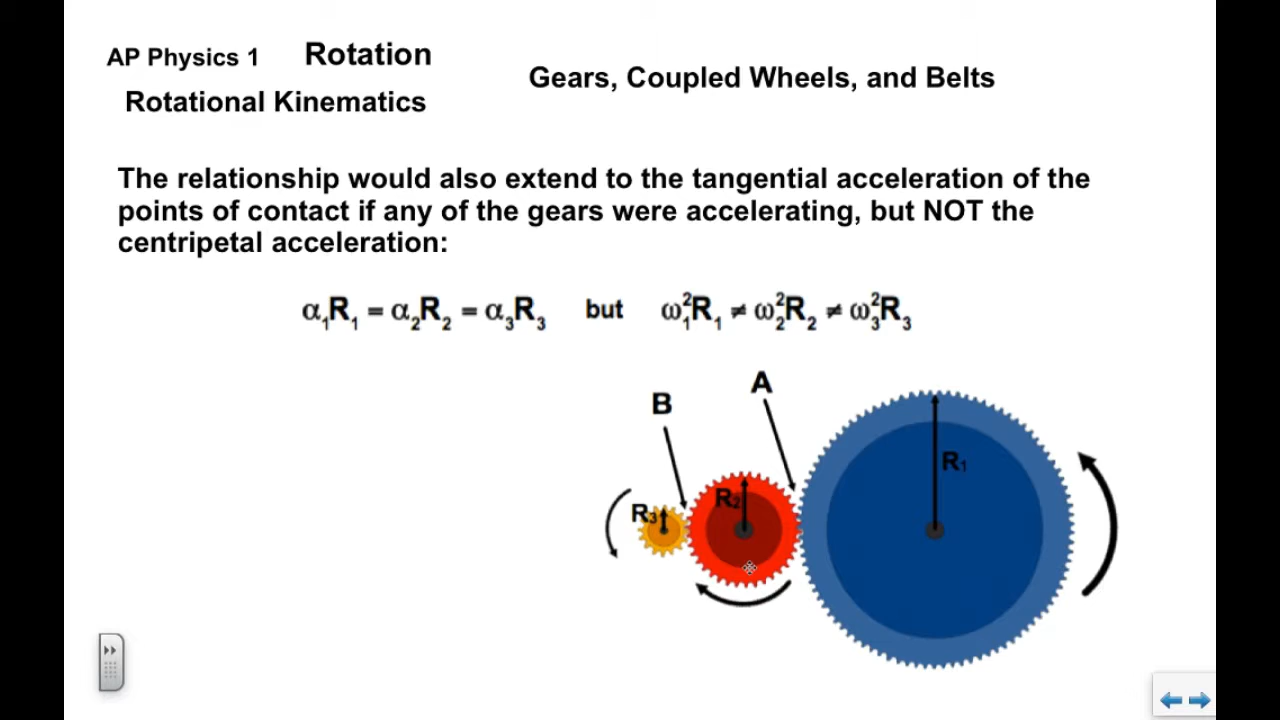 AP Physics 1 Rotation
Rotational Kinematics
Gears, Coupled Wheels, and Belts
The relationship would also extend to the tangential acceleration of the
points of contact if any of the gears were accelerating, but NOT the
centripetal acceleration:
α₁R₁ = α₂R₂ = α₃R₃ but ω₁²R₁ ≠ ω₂²R₂ ≠ ω₃²R₃
A
B
R₁
R₂
R₃